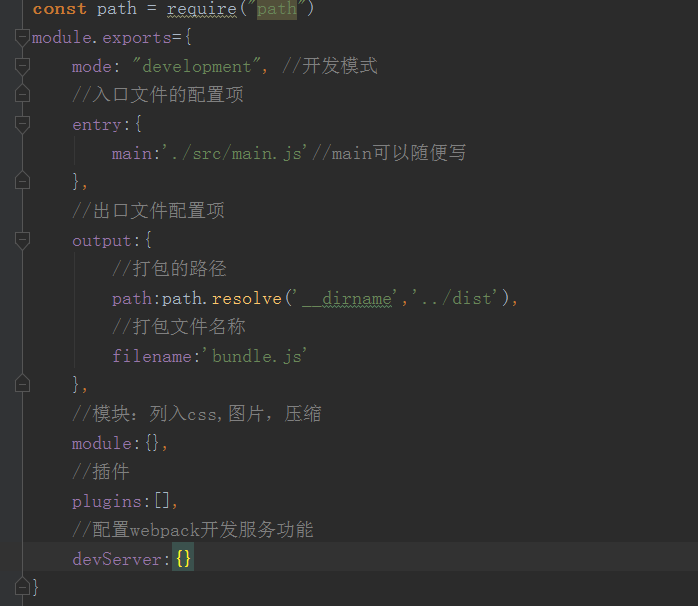 const path = require("path")
module.exports={
mode: "development", //开发模式
//入口文件的配置项
entry:{
main:'./src/main.js'//main可以随便写
},
//出口文件配置项
output:{
//打包的路径
path:path.resolve('__dirname','../dist'),
//打包文件名称
filename:'bundle.js'
},
//模块：列入css,图片，压缩
module:{},
//插件
plugins:[],
//配置webpack开发服务功能
devServer:{}
}